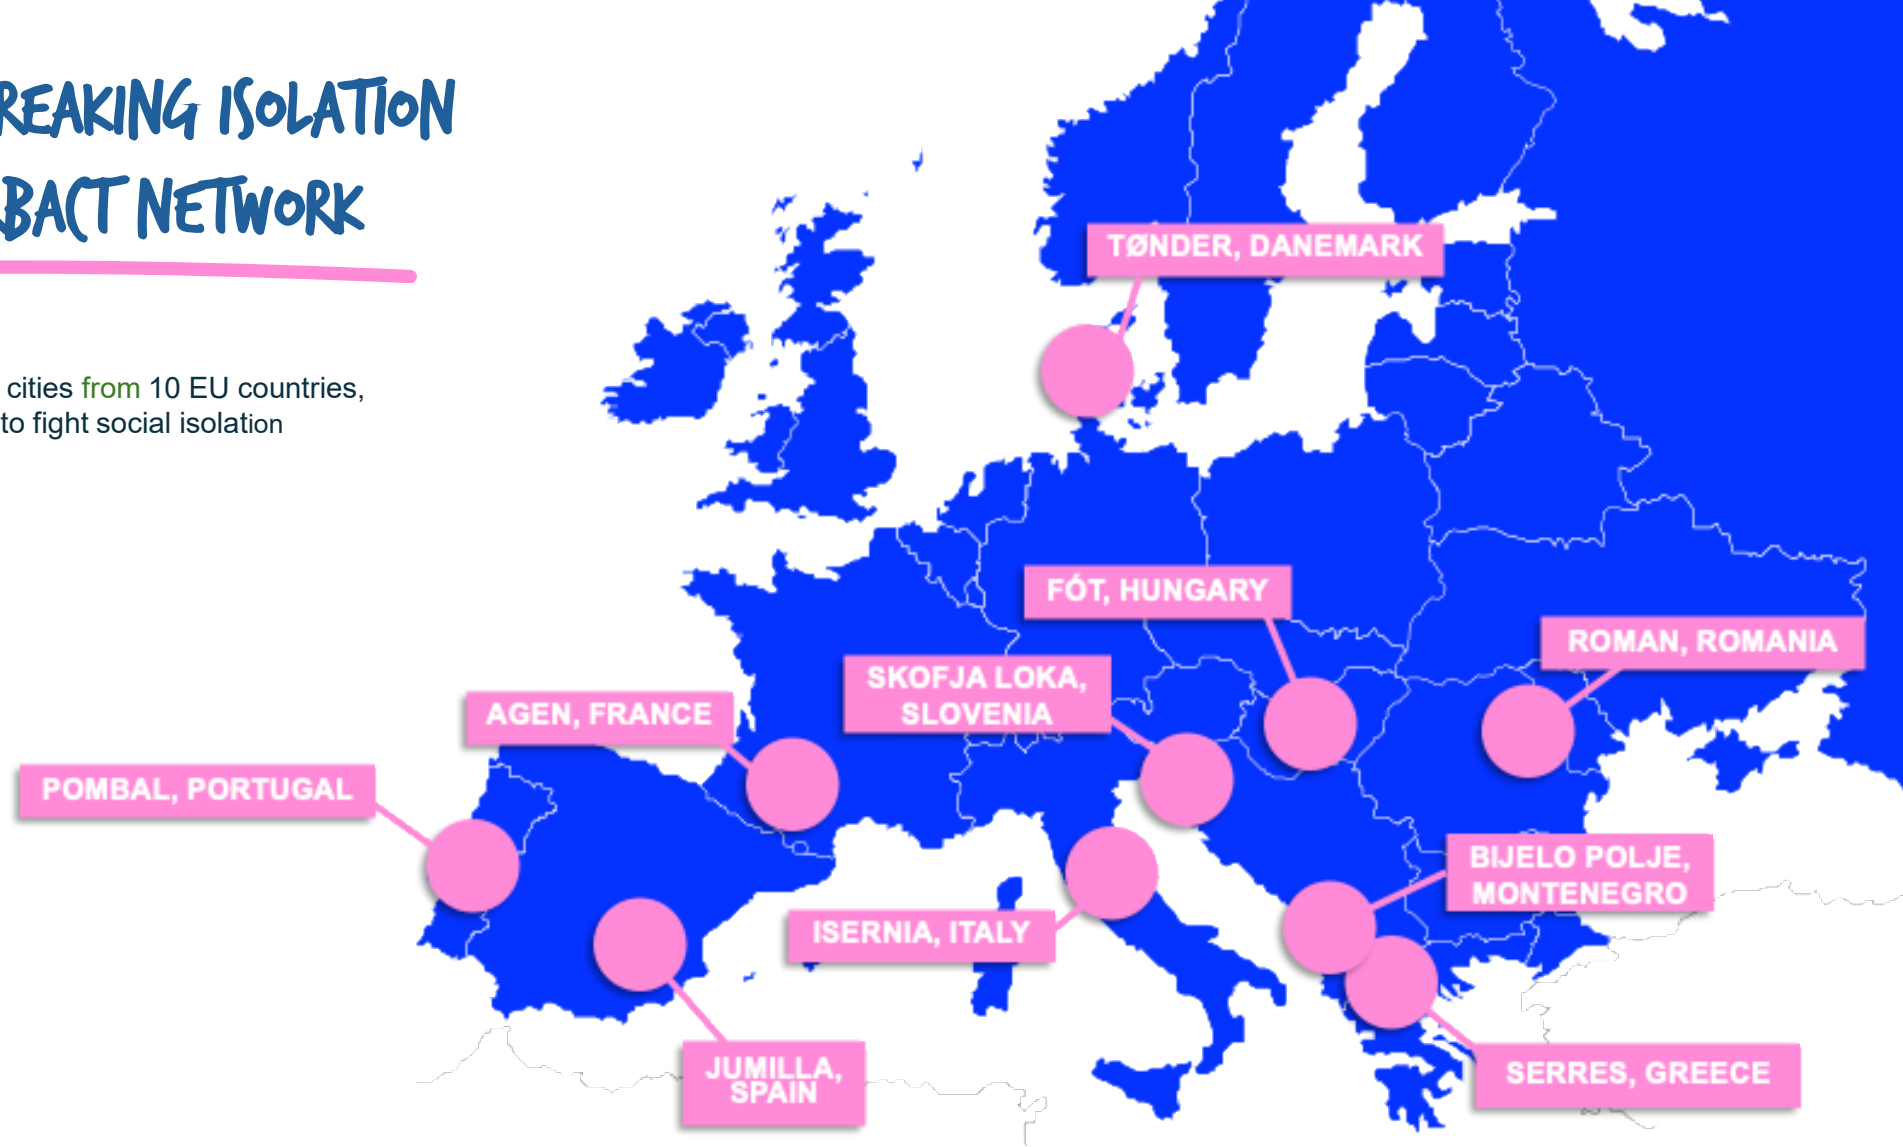 REAKING ISOLATION
BACT NETWORK
cities from 10 EU countries,
to fight social isolation
TØNDER, DANEMARK
FÓT, HUNGARY
ROMAN, ROMANIA
SKOFJA LOKA,
SLOVENIA
AGEN, FRANCE
POMBAL, PORTUGAL
BIJELO POLJE,
MONTENEGRO
ISERNIA, ITALY
JUMILLA,
SPAIN
SERRES, GREECE